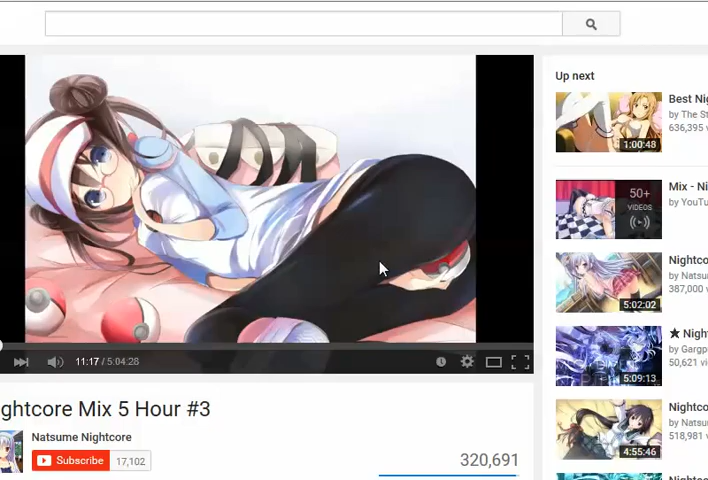 Up next
Best Nig
by The St
636,395 v
1:00:48
Mix - Ni
by YouTu
50+
VIDEOS
Nightco
by Natsu
387,000 v
5:02:02
★ Night
by Gargp
50,621 vi
5:09:13
Nightco
by Natsu
518,981 v
4:55:46
11:17 / 5:04:28
ghtcore Mix 5 Hour #3
Natsume Nightcore
Subscribe 17,102
320,691